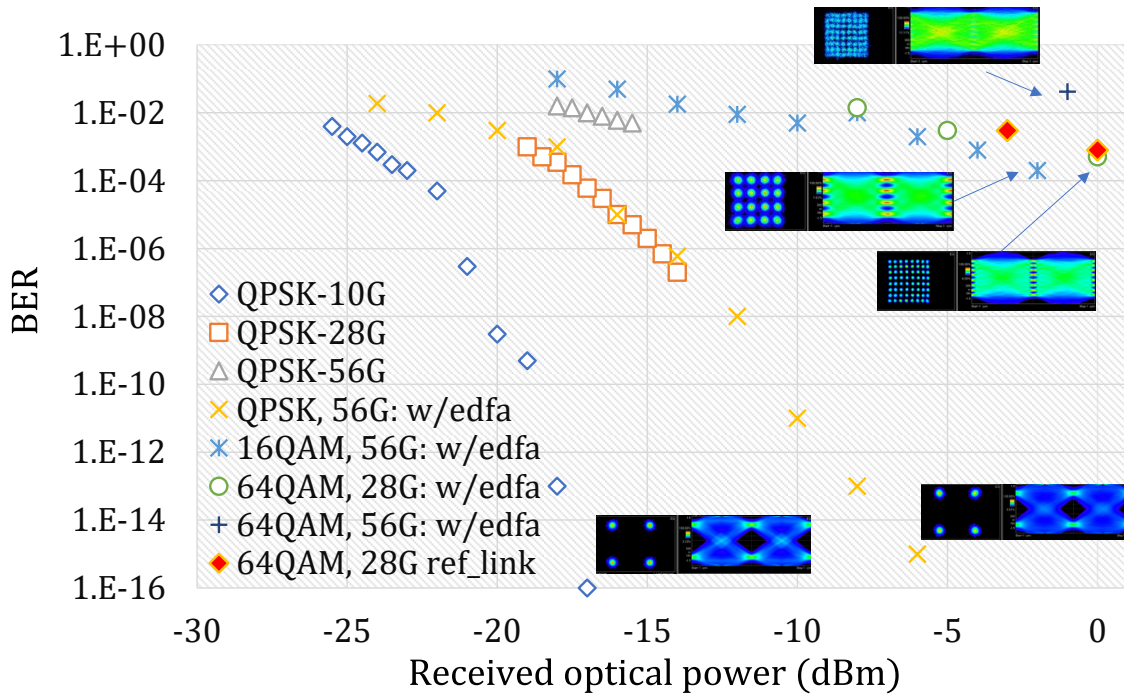 1.E+00
1.E-02
1.E-04
1.E-06
1.E-08
1.E-10
1.E-12
1.E-14
1.E-16
BER
QPSK-10G
QPSK-28G
QPSK-56G
QPSK, 56G: w/edfa
16QAM, 56G: w/edfa
64QAM, 28G: w/edfa
64QAM, 56G: w/edfa
64QAM, 28G ref_link
-30 -25 -20 -15 -10 -5 0
Received optical power (dBm)